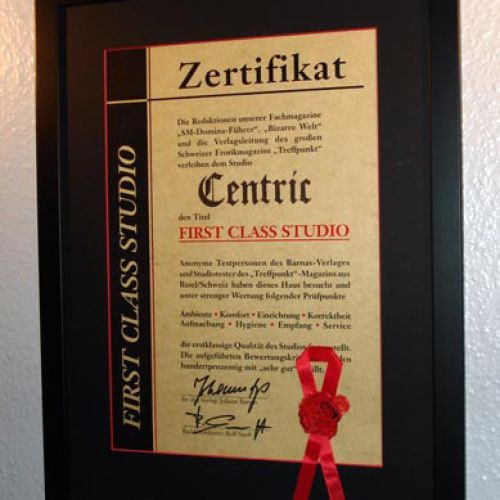 Zertifikat
FIRST CLASS STUDIO
Die Redaktionen unserer Fachmagazine
„SM-Domina-Führer“, „Bizarre Welt“
und die Verlagsleitung des großen
Schweizer Erotikmagazins „Treffpunkt“
verleihen dem Studio
Centric
den Titel
FIRST CLASS STUDIO
Anonyme Testpersonen des Barnas-Verlages
und Studiotester des „Treffpunkt“-Magazins aus
Basel/Schweiz haben dieses Haus besucht und
unter strenger Wertung folgender Prüfpunkte
Ambiente • Komfort • Einrichtung • Korrektheit
Aufmachung • Hygiene • Empfang • Service
die erstklassige Qualität des Studios
Die aufgeführten
hundertprozentig mit „sehr gut“